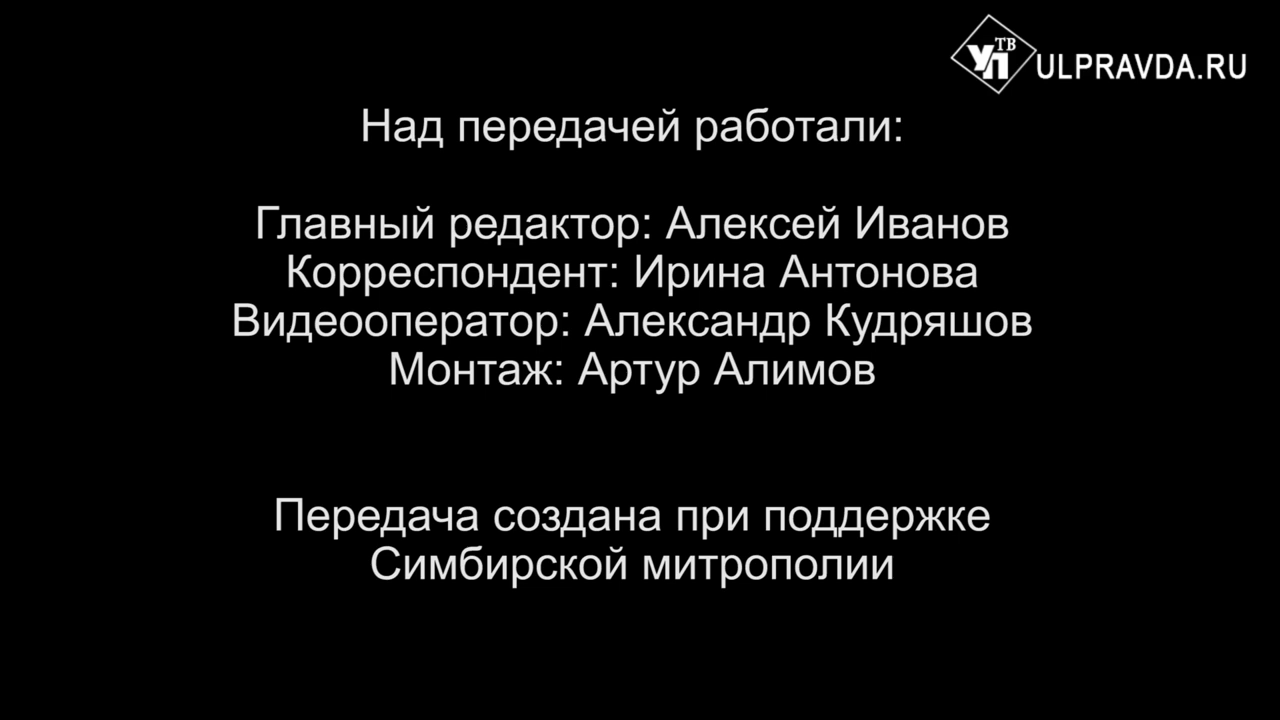 УП ТВ
ULPRAVDA.RU
Над передачей работали:
Главный редактор: Алексей Иванов
Корреспондент: Ирина Антонова
Видеооператор: Александр Кудряшов
Монтаж: Артур Алимов
Передача создана при поддержке
Симбирской митрополии